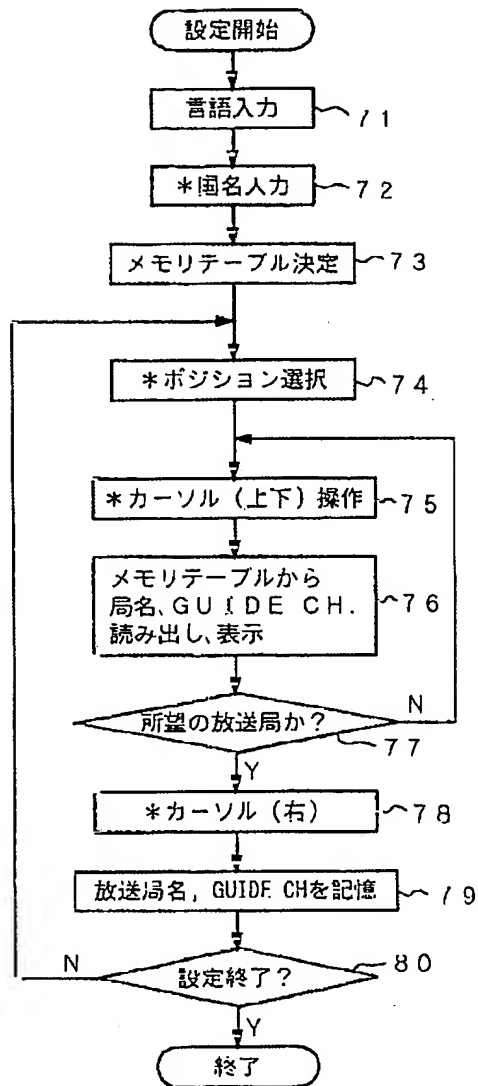 設定開始
言語入力
71
*国名入力
72
メモリテーブル決定
73
*ポジション選択
74
*カーソル(上下)操作
75
メモリテーブルから
局名、GUIDE CH.
読み出し、表示
76
所望の放送局か?
N
77
Y
*カーソル(右)
78
放送局名, GUIDE CHを記憶
79
設定終了?
N
80
Y
終了